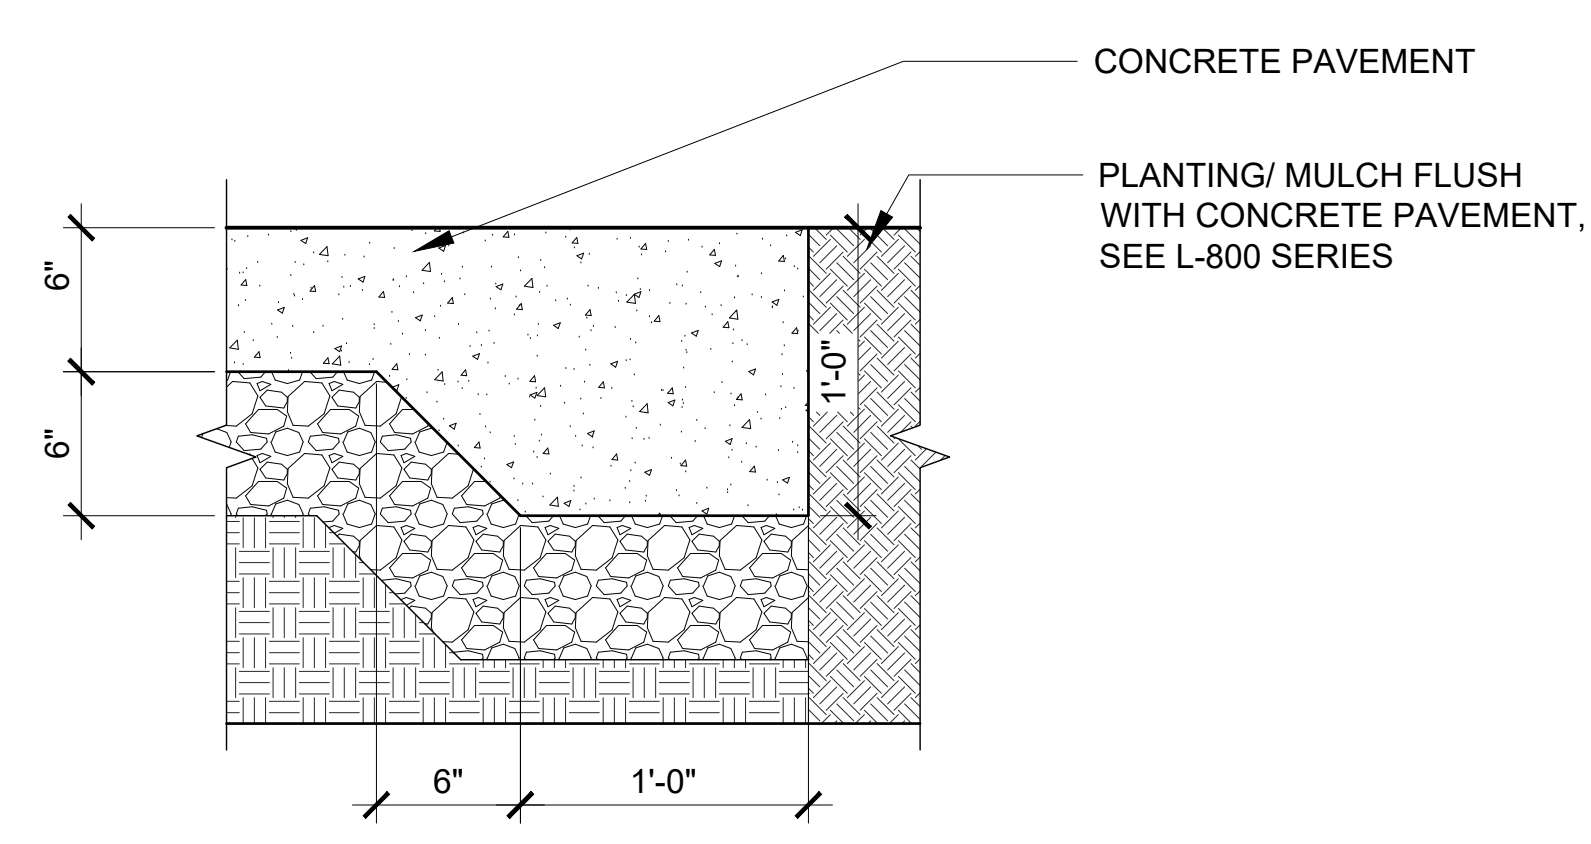 CONCRETE PAVEMENT
PLANTING/ MULCH FLUSH
WITH CONCRETE PAVEMENT,
SEE L-800 SERIES
6"
6"
1'-0"
6"
1'-0"